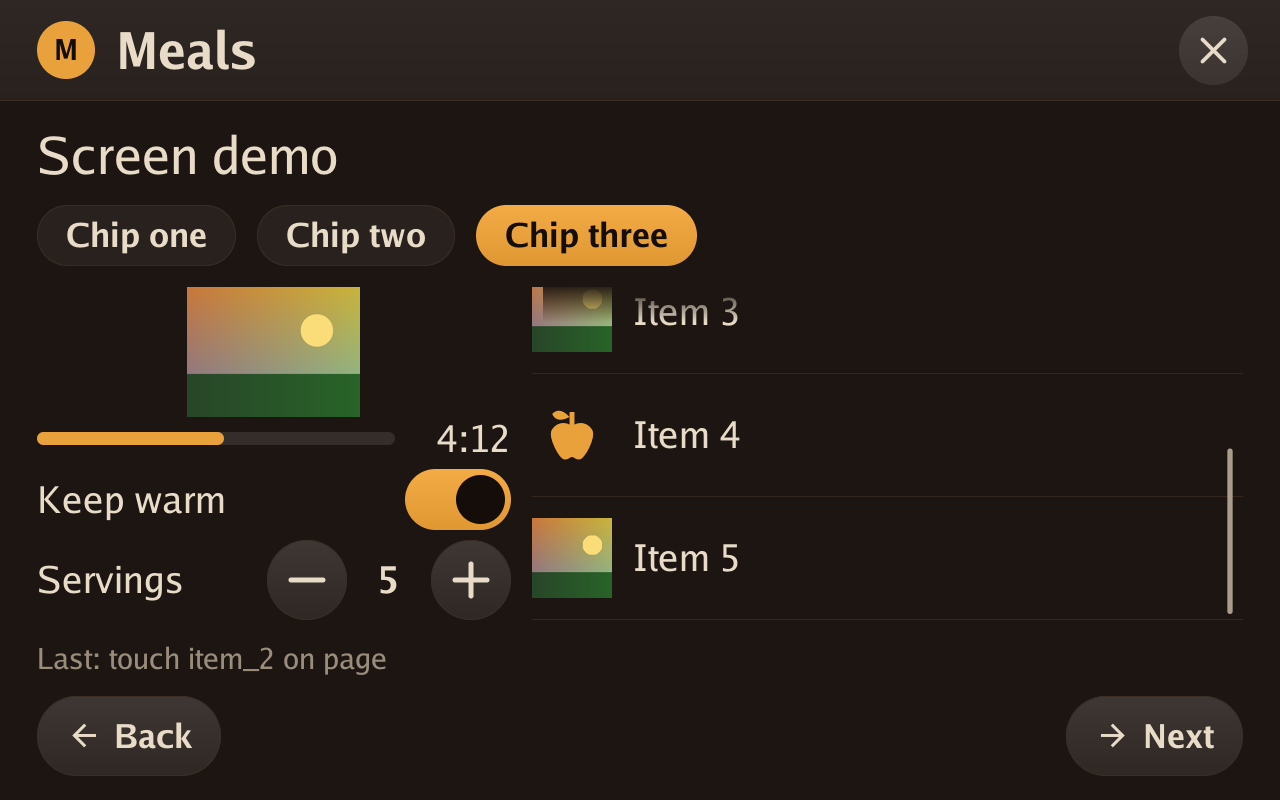 M Meals
Screen demo
Chip one Chip two Chip three
4:12
Keep warm
Servings 5
Item 3
Item 4
Item 5
Last: touch item_2 on page
Back Next